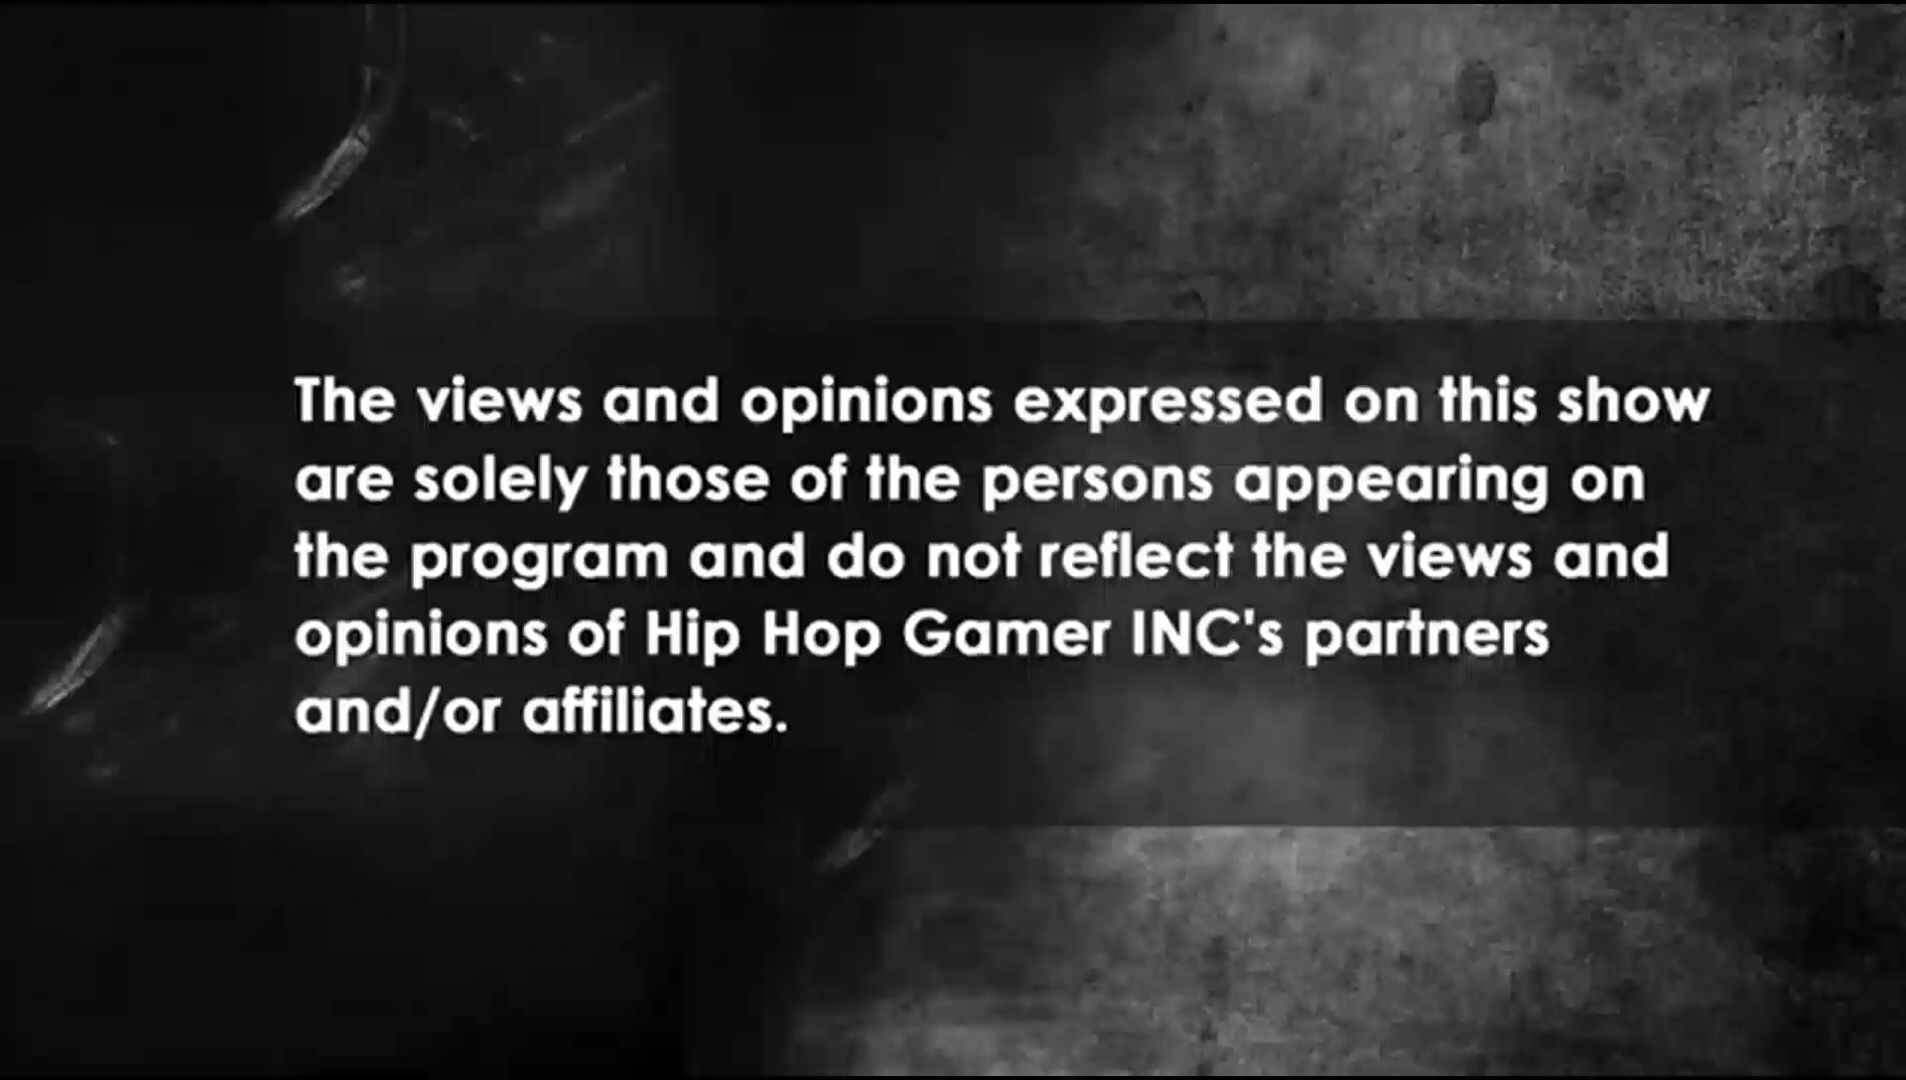 The views and opinions expressed on this show
are solely those of the persons appearing on
the program and do not reflect the views and
opinions of Hip Hop Gamer INC's partners
and/or affiliates.